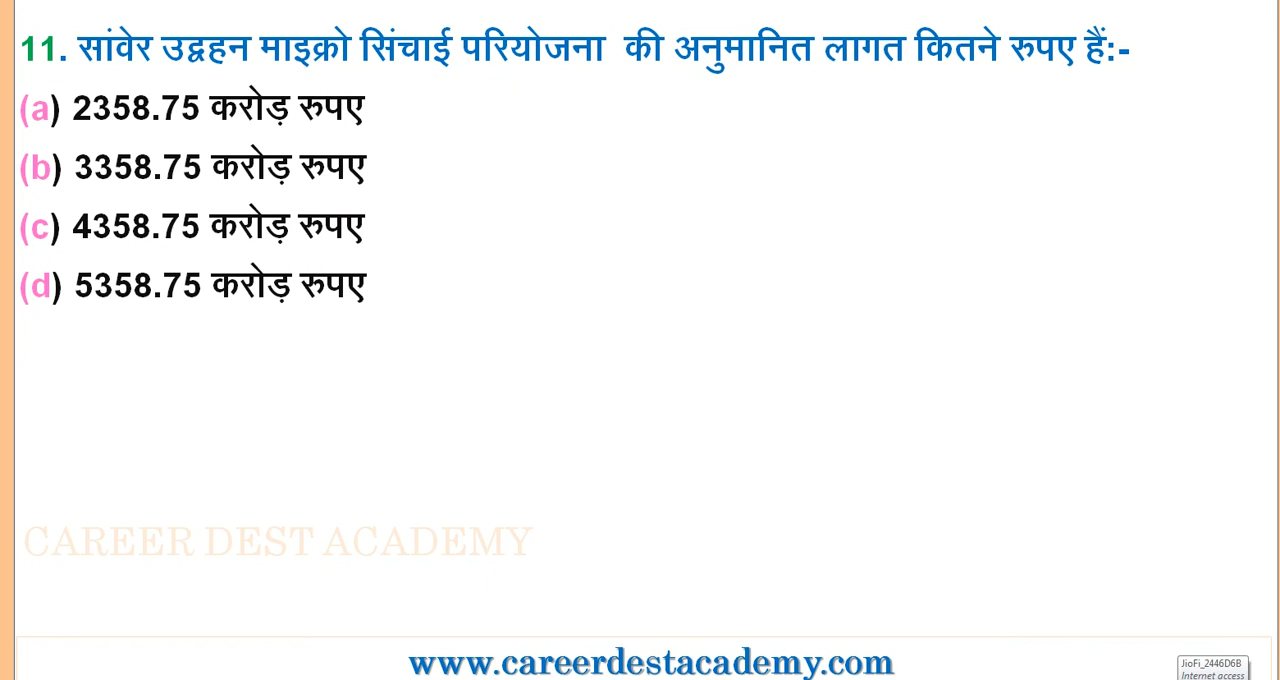 11. सांवेर उद्वहन माइक्रो सिंचाई परियोजना की अनुमानित लागत कितने रुपए हैं:-
(a) 2358.75 करोड़ रुपए
(b) 3358.75 करोड़ रुपए
(c) 4358.75 करोड़ रुपए
(d) 5358.75 करोड़ रुपए
CAREER DEST ACADEMY
www.careerdestacademy.com
JioFi_2446D6B
Internet access